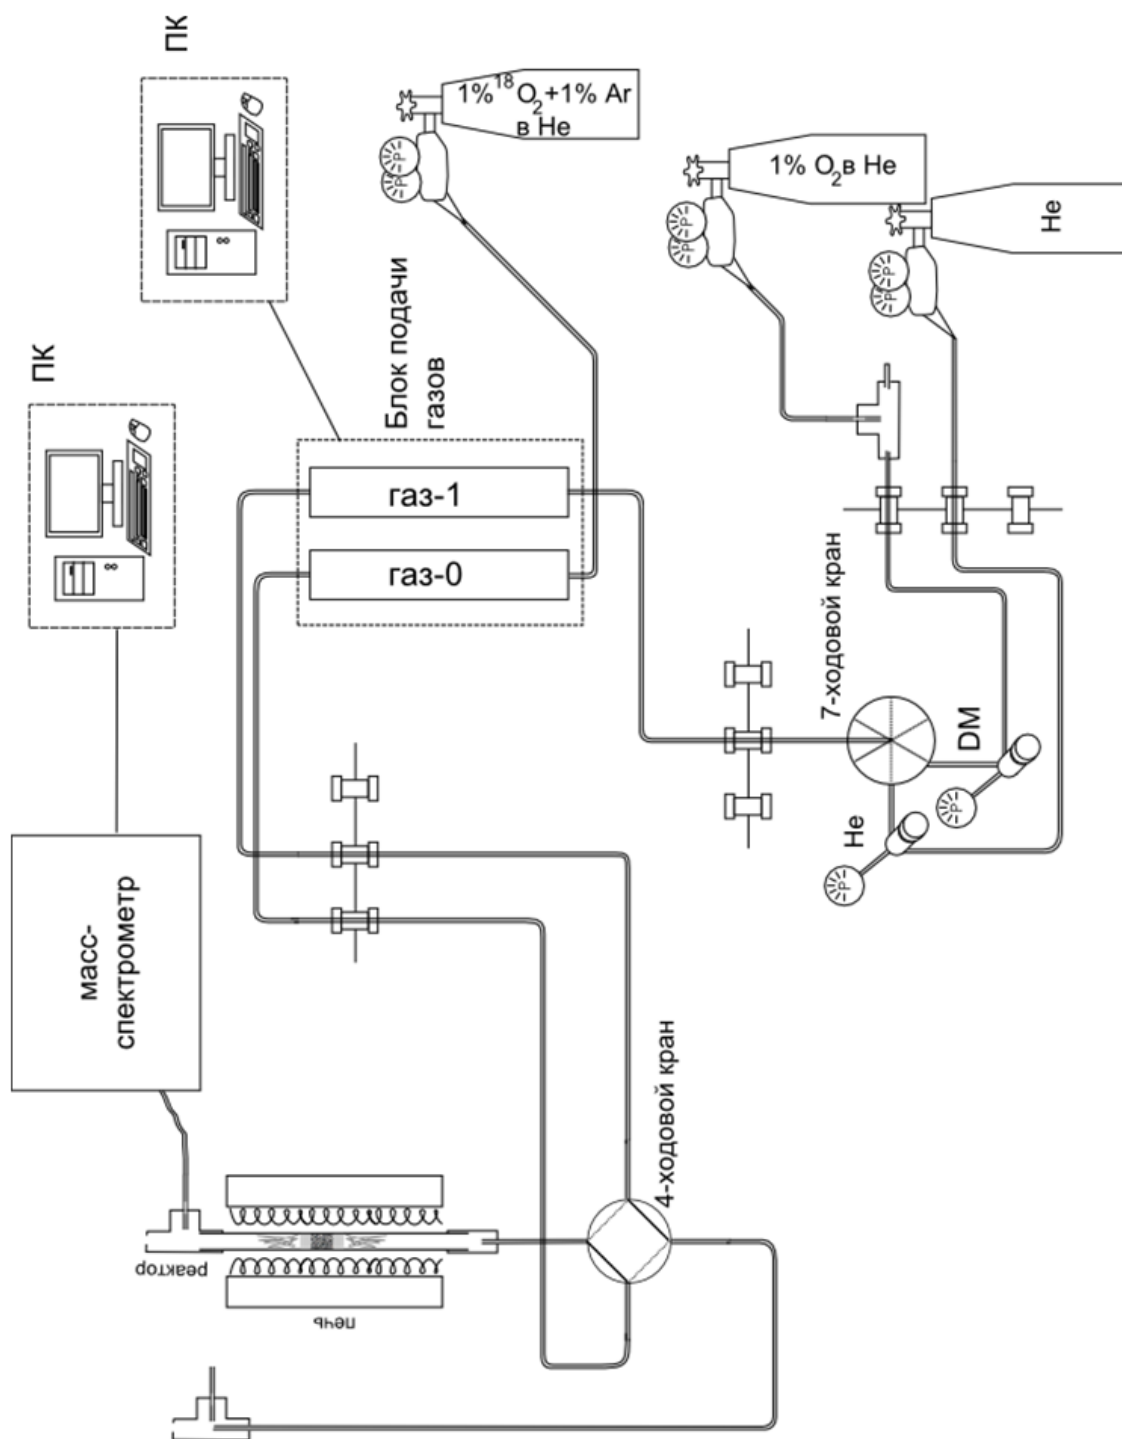 ПК
1%¹⁸O₂+1% Ar
в He
ПК
1% O₂ в He
He
Блок подачи
газов
газ-1
газ-0
7-ходовой кран
DM
He
P
P
P
P
P
P
P
P
масс-
спектрометр
4-ходовой кран
реактор
печь